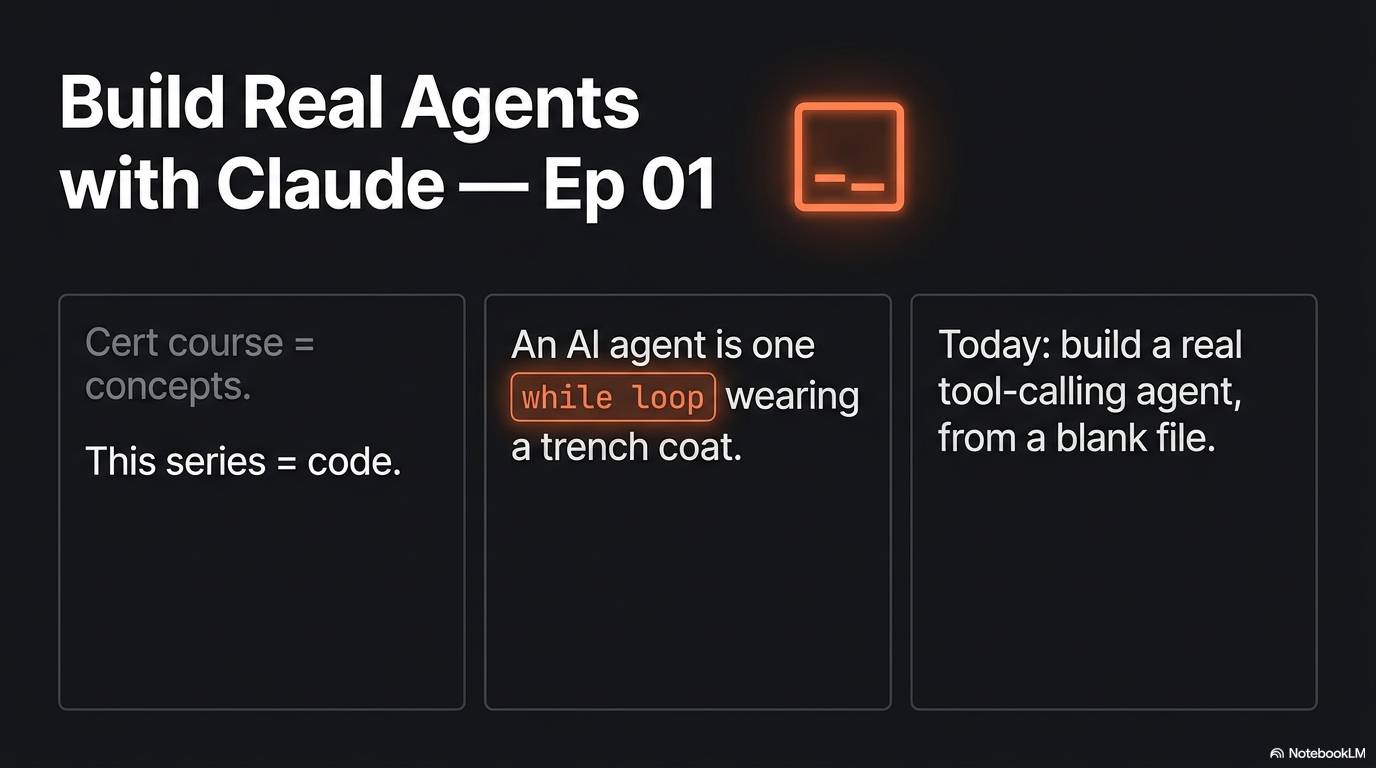 Build Real Agents
with Claude — Ep 01
Cert course =
concepts.
This series = code.
An AI agent is one
while loop wearing
a trench coat.
Today: build a real
tool-calling agent,
from a blank file.
NotebookLM